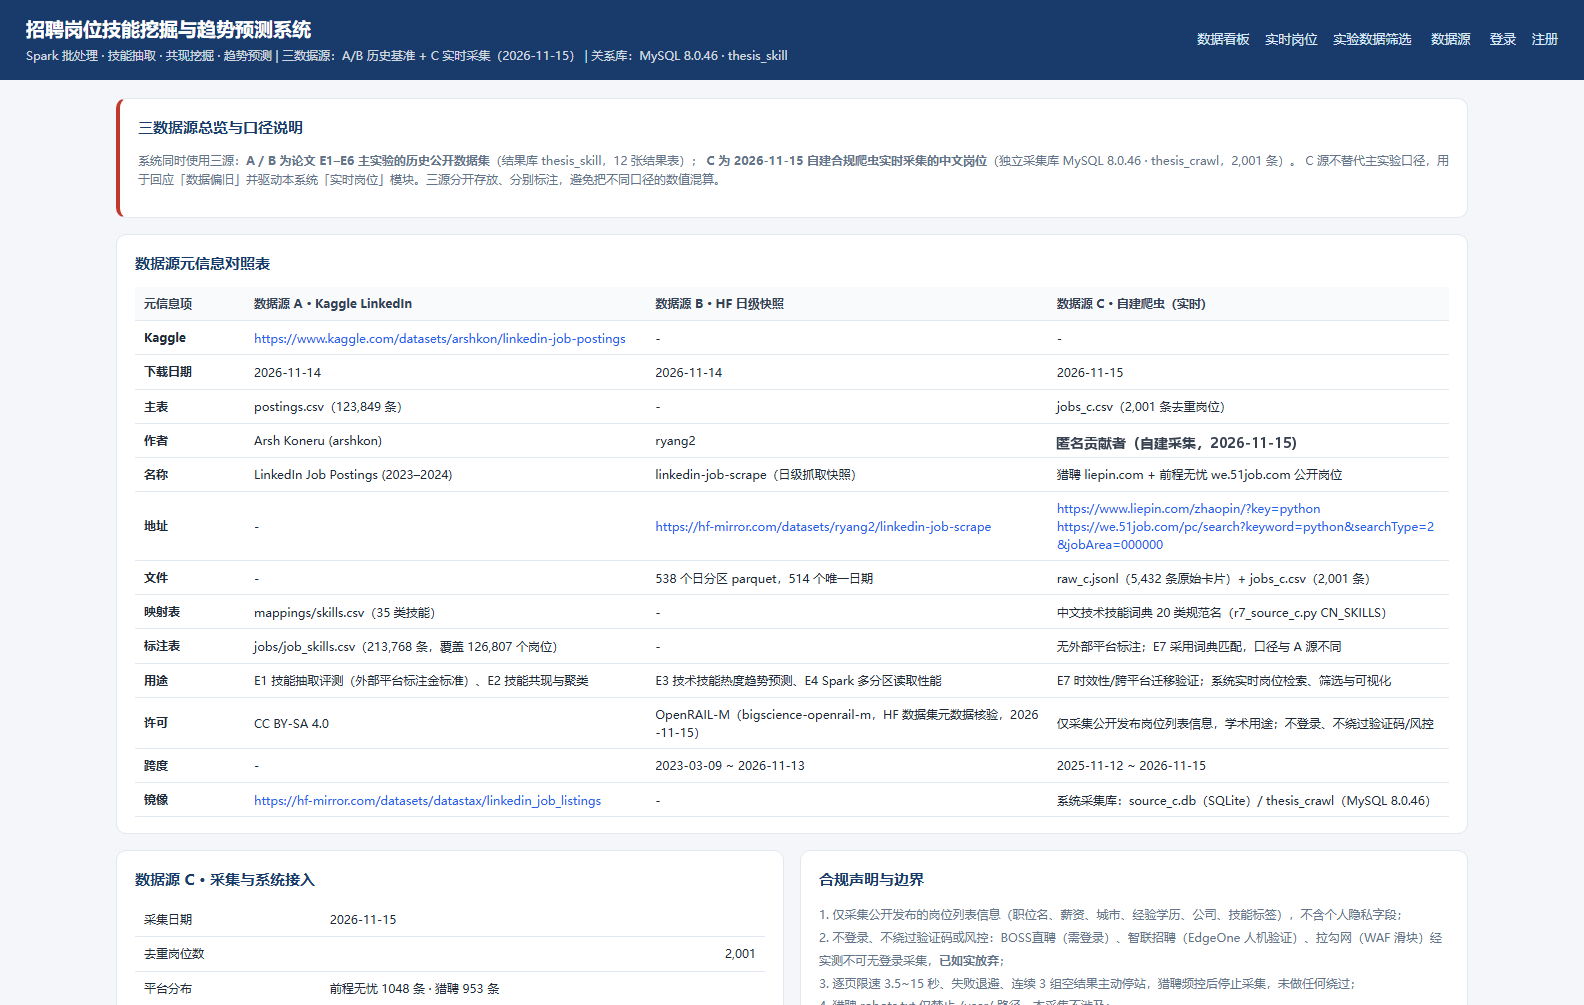 招聘岗位技能挖掘与趋势预测系统
Spark 批处理 · 技能抽取 · 共现挖掘 · 趋势预测 | 三数据源：A/B 历史基准 + C 实时采集（2026-11-15） | 关系库：MySQL 8.0.46 · thesis_skill
数据看板 实时岗位 实验数据筛选 数据源 登录 注册
三数据源总览与口径说明
系统同时使用三源：A / B 为论文 E1–E6 主实验的历史公开数据集（结果库 thesis_skill，12 张结果表）； C 为 2026-11-15 自建合规爬虫实时采集的中文岗位（独立采集库 MySQL 8.0.46 · thesis_crawl，2,001 条）。 C 源不替代主实验口径，用
于回应「数据偏旧」并驱动本系统「实时岗位」模块。三源分开存放、分别标注，避免把不同口径的数值混算。
数据源元信息对照表
元信息项 数据源 A · Kaggle LinkedIn 数据源 B · HF 日级快照 数据源 C · 自建爬虫（实时）
Kaggle https://www.kaggle.com/datasets/arshkon/linkedin-job-postings - -
下载日期 2026-11-14 2026-11-14 2026-11-15
主表 postings.csv（123,849 条） - jobs_c.csv（2,001 条去重岗位）
作者 Arsh Koneru (arshkon) ryang2 匿名贡献者（自建采集，2026-11-15）
名称 LinkedIn Job Postings (2023–2024) linkedin-job-scrape（日级抓取快照） 猎聘 liepin.com + 前程无忧 we.51job.com 公开岗位
地址 - https://hf-mirror.com/datasets/ryang2/linkedin-job-scrape https://www.liepin.com/zhaopin/?key=python
https://we.51job.com/pc/search?keyword=python&searchType=2
&jobArea=000000
文件 - 538 个日分区 parquet，514 个唯一日期 raw_c.jsonl（5,432 条原始卡片）+ jobs_c.csv（2,001 条）
映射表 mappings/skills.csv（35 类技能） - 中文技术技能词典 20 类规范名（r7_source_c.py CN_SKILLS）
标注表 jobs/job_skills.csv（213,768 条，覆盖 126,807 个岗位） - 无外部平台标注；E7 采用词典匹配，口径与 A 源不同
用途 E1 技能抽取评测（外部平台标注金标准）、E2 技能共现与聚类 E3 技术技能热度趋势预测、E4 Spark 多分区读取性能 E7 时效性/跨平台迁移验证；系统实时岗位检索、筛选与可视化
许可 CC BY-SA 4.0 OpenRAIL-M（bigscience-openrail-m，HF 数据集元数据核验，2026
-11-15） 仅采集公开发布岗位列表信息，学术用途；不登录、不绕过验证码/风控
跨度 - 2023-03-09 ~ 2026-11-13 2025-11-12 ~ 2026-11-15
镜像 https://hf-mirror.com/datasets/datastax/linkedin_job_listings - 系统采集库：source_c.db（SQLite）/ thesis_crawl（MySQL 8.0.46）
数据源 C · 采集与系统接入
采集日期 2026-11-15
去重岗位数 2,001
平台分布 前程无忧 1048 条 · 猎聘 953 条
合规声明与边界
1. 仅采集公开发布的岗位列表信息（职位名、薪资、城市、经验学历、公司、技能标签），不含个人隐私字段；
2. 不登录、不绕过验证码或风控：BOSS直聘（需登录）、智联招聘（EdgeOne 人机验证）、拉勾网（WAF 滑块）经
实测不可无登录采集，已如实放弃；
3. 逐页限速 3.5~15 秒、失败退避、连续 3 组空结果主动停站，猎聘频控后停止采集，未做任何绕过；